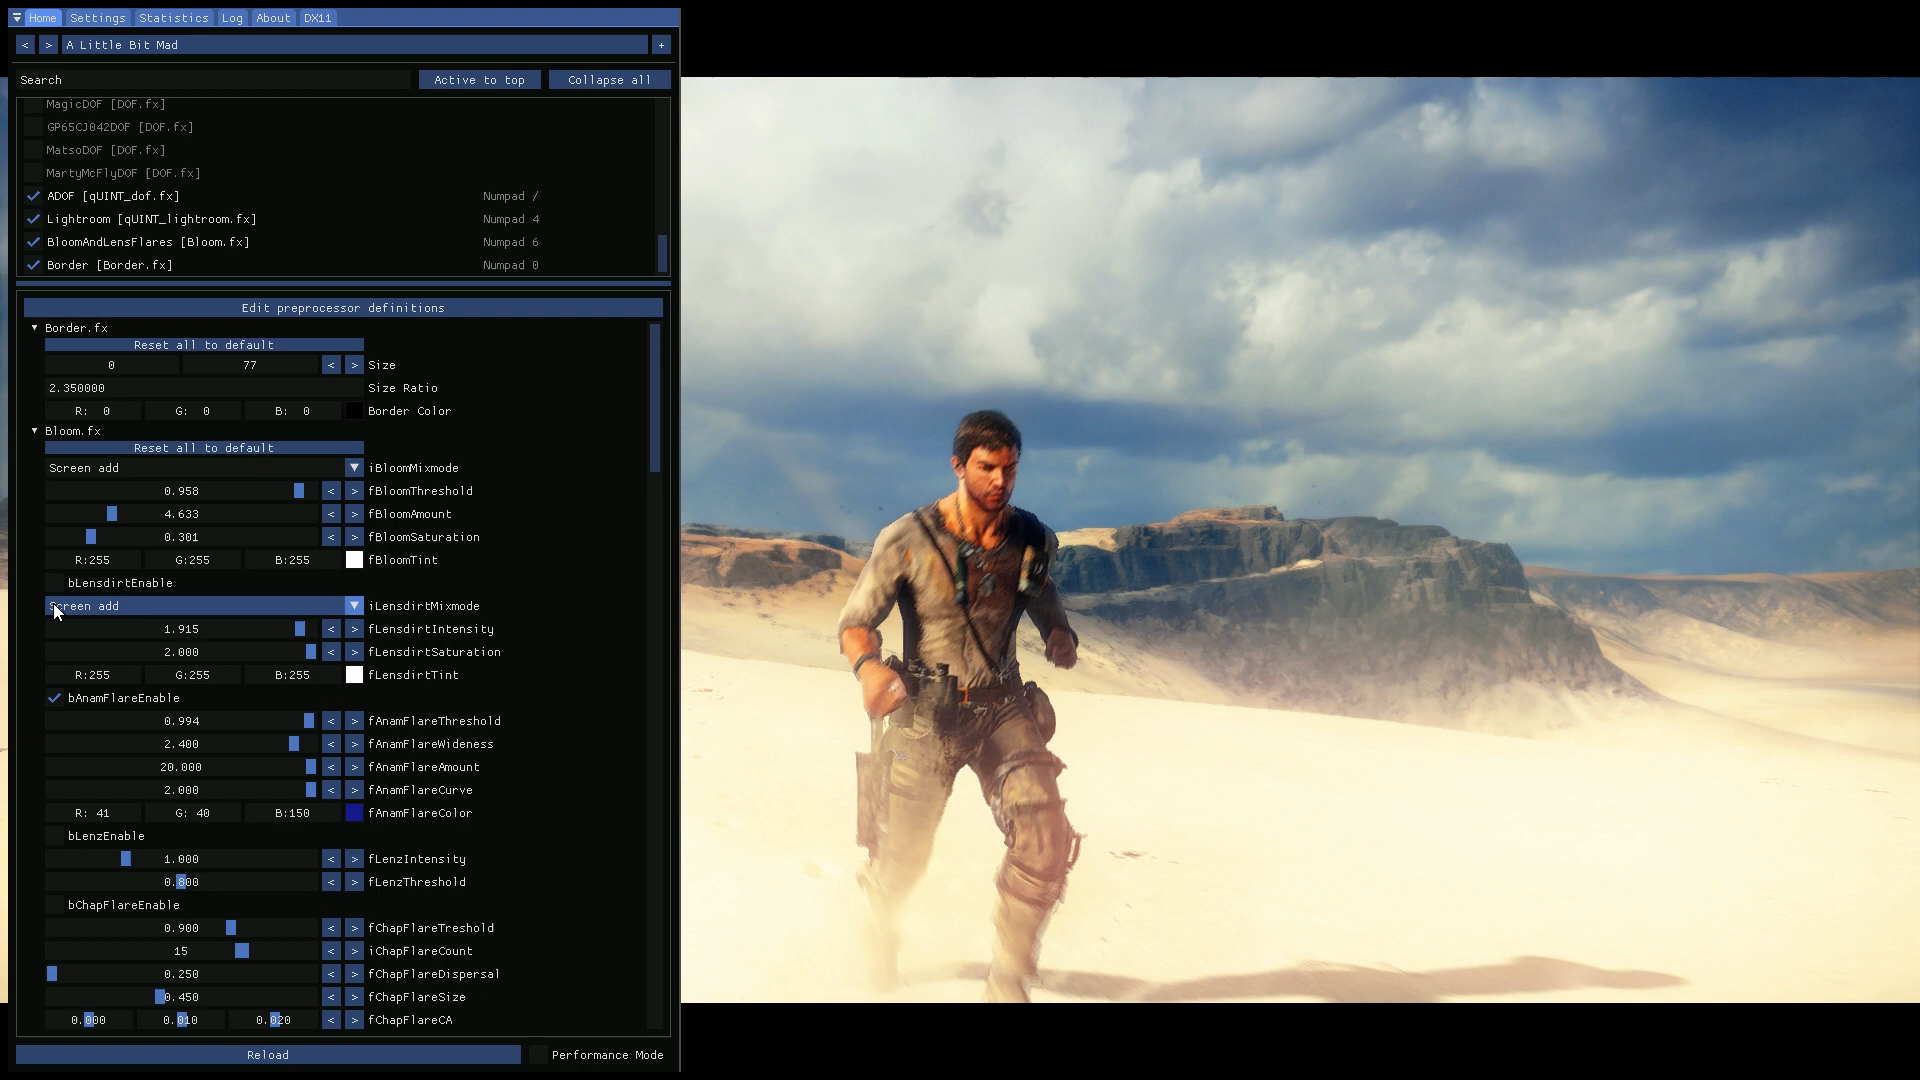 Home Settings Statistics Log About DX11
< > A Little Bit Mad +
Search Active to top Collapse all
MagicDOF [DOF.fx]
GP65CJ042DOF [DOF.fx]
MatsoDOF [DOF.fx]
MartyMcFlyDOF [DOF.fx]
ADOF [qUINT_dof.fx] Numpad /
Lightroom [qUINT_lightroom.fx] Numpad 4
BloomAndLensFlares [Bloom.fx] Numpad 6
Border [Border.fx] Numpad 0
Edit preprocessor definitions
Border.fx
Reset all to default
0 77 < > Size
2.350000 Size Ratio
R: 0 G: 0 B: 0 Border Color
Bloom.fx
Reset all to default
Screen add iBloomMixmode
0.958 < > fBloomThreshold
4.633 < > fBloomAmount
0.301 < > fBloomSaturation
R:255 G:255 B:255 fBloomTint
bLensdirtEnable
Screen add iLensdirtMixmode
1.915 < > fLensdirtIntensity
2.000 < > fLensdirtSaturation
R:255 G:255 B:255 fLensdirtTint
bAnamFlareEnable
0.994 < > fAnamFlareThreshold
2.400 < > fAnamFlareWideness
20.000 < > fAnamFlareAmount
2.000 < > fAnamFlareCurve
R: 41 G: 40 B:150 fAnamFlareColor
bLenzEnable
1.000 < > fLenzIntensity
0.800 < > fLenzThreshold
bChapFlareEnable
0.900 < > fChapFlareTreshold
15 < > iChapFlareCount
0.250 < > fChapFlareDispersal
0.450 < > fChapFlareSize
0.000 0.010 0.020 < > fChapFlareCA
Reload Performance Mode